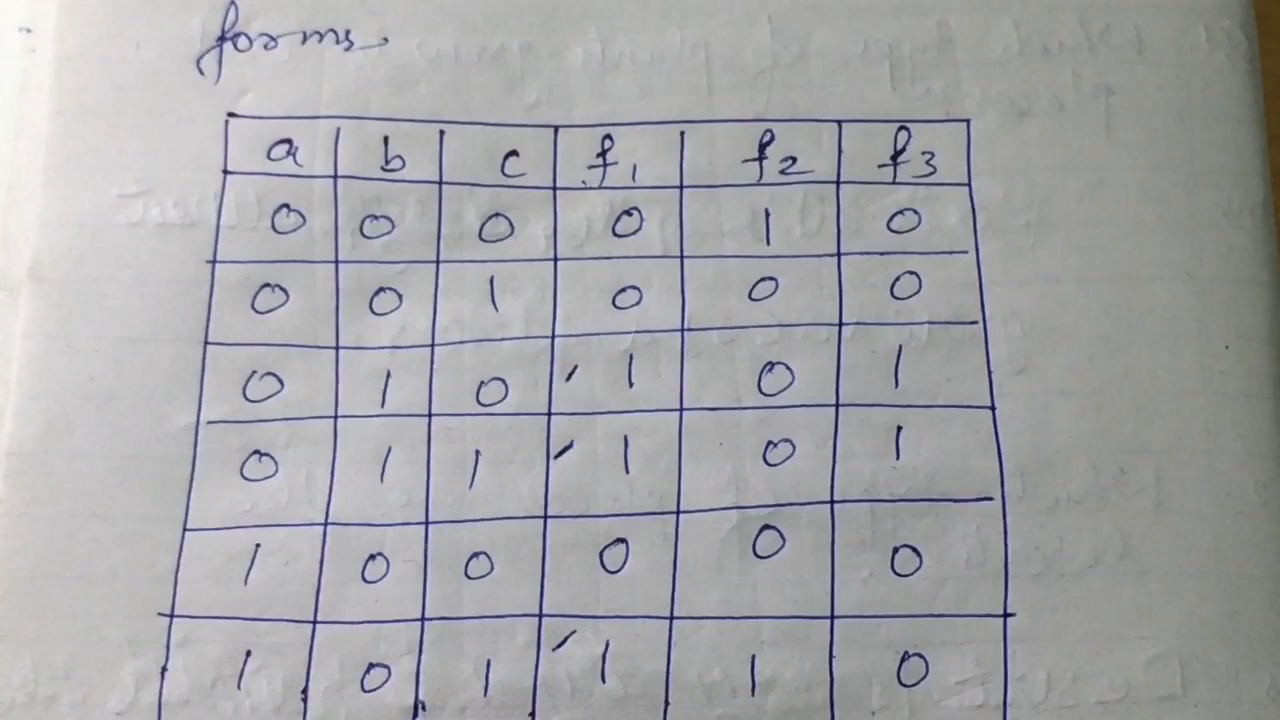 forms.
a b c f1 f2 f3
0 0 0 0 1 0
0 0 1 0 0 0
0 1 0 1 0 1
0 1 1 1 0 1
1 0 0 0 0 0
1 0 1 1 1 0